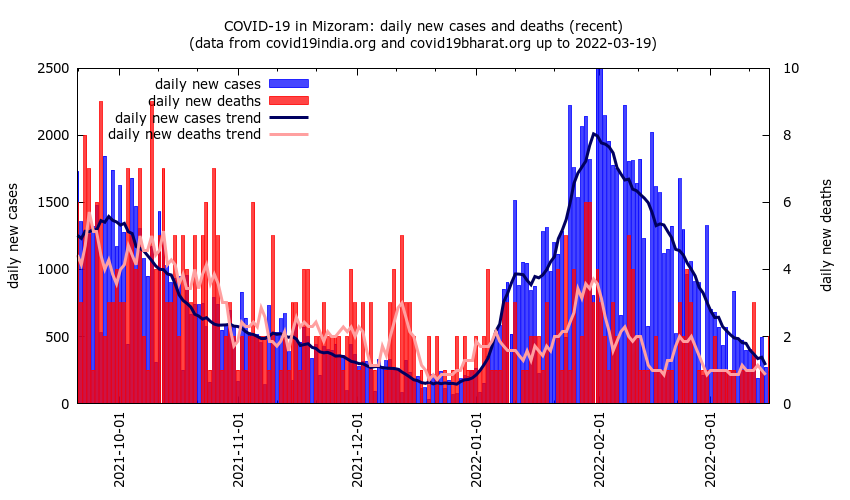 COVID-19 in Mizoram: daily new cases and deaths (recent)
(data from covid19india.org and covid19bharat.org up to 2022-03-19)
daily new cases
daily new deaths
daily new cases trend
daily new deaths trend
2500
2000
1500
1000
500
0
10
8
6
4
2
0
daily new cases
daily new deaths
2021-10-01
2021-11-01
2021-12-01
2022-01-01
2022-02-01
2022-03-01